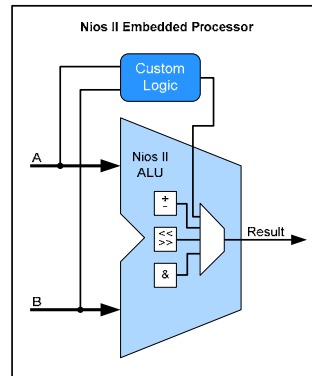 Nios II Embedded Processor
Custom
Logic
A
Nios II
ALU
+
-
<<
>>
Result
&
B